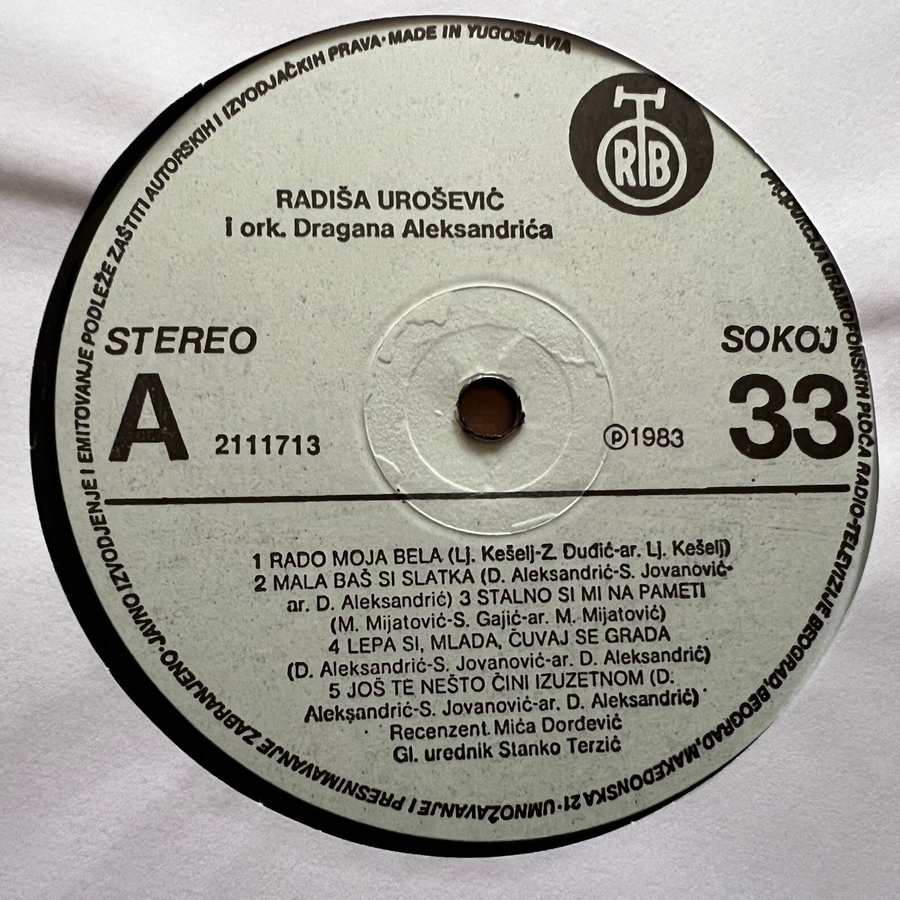 RADIŠA UROŠEVIĆ
i ork. Dragana Aleksandrića
RTB
STEREO
SOKOJ
A
2111713
℗ 1983
33
1 RADO MOJA BELA (Lj. Kešelj-Z. Duđić-ar. Lj. Kešelj)
2 MALA BAŠ SI SLATKA (D. Aleksandrić-S. Jovanović-
ar. D. Aleksandrić) 3 STALNO SI MI NA PAMETI
(M. Mijatović-S. Gajić-ar. M. Mijatović)
4 LEPA SI, MLADA, ČUVAJ SE GRADA
(D. Aleksandrić-S. Jovanović-ar. D. Aleksandrić)
5 JOŠ TE NEŠTO ČINI IZUZETNOM (D.
Aleksandrić-S. Jovanović-ar. D. Aleksandrić)
Recenzent Mića Đorđević
Gl. urednik Stanko Terzić
PRODUKCIJA GRAMOFONSKIH PLOČA RADIO-TELEVIZIJE BEOGRAD, BEOGRAD, MAKEDONSKA 21 · UMNOŽAVANJE I PRESNIMAVANJE ZABRANJENO · JAVNO IZVODJENJE I EMITOVANJE PODLEŽE ZAŠTITI AUTORSKIH I IZVODJAČKIH PRAVA · MADE IN YUGOSLAVIA